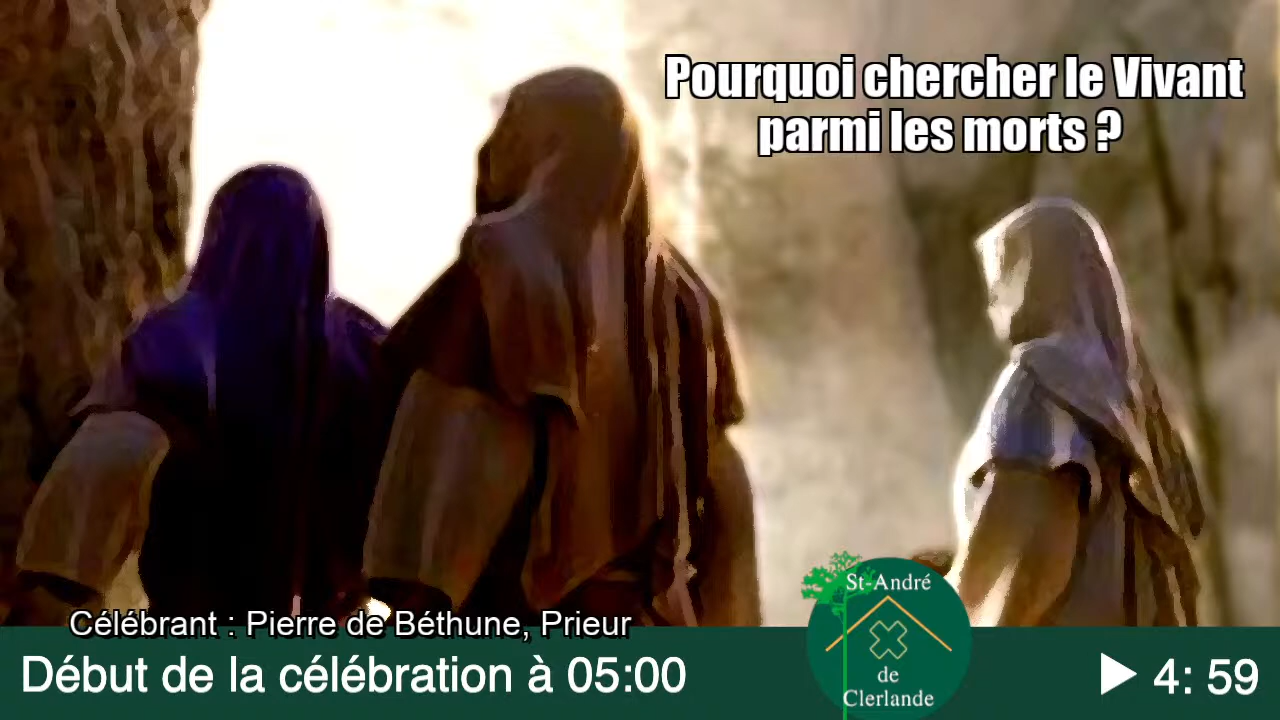 Pourquoi chercher le Vivant
parmi les morts ?
Célébrant : Pierre de Béthune, Prieur
Début de la célébration à 05:00
St-André
de
Clerlande
4: 59